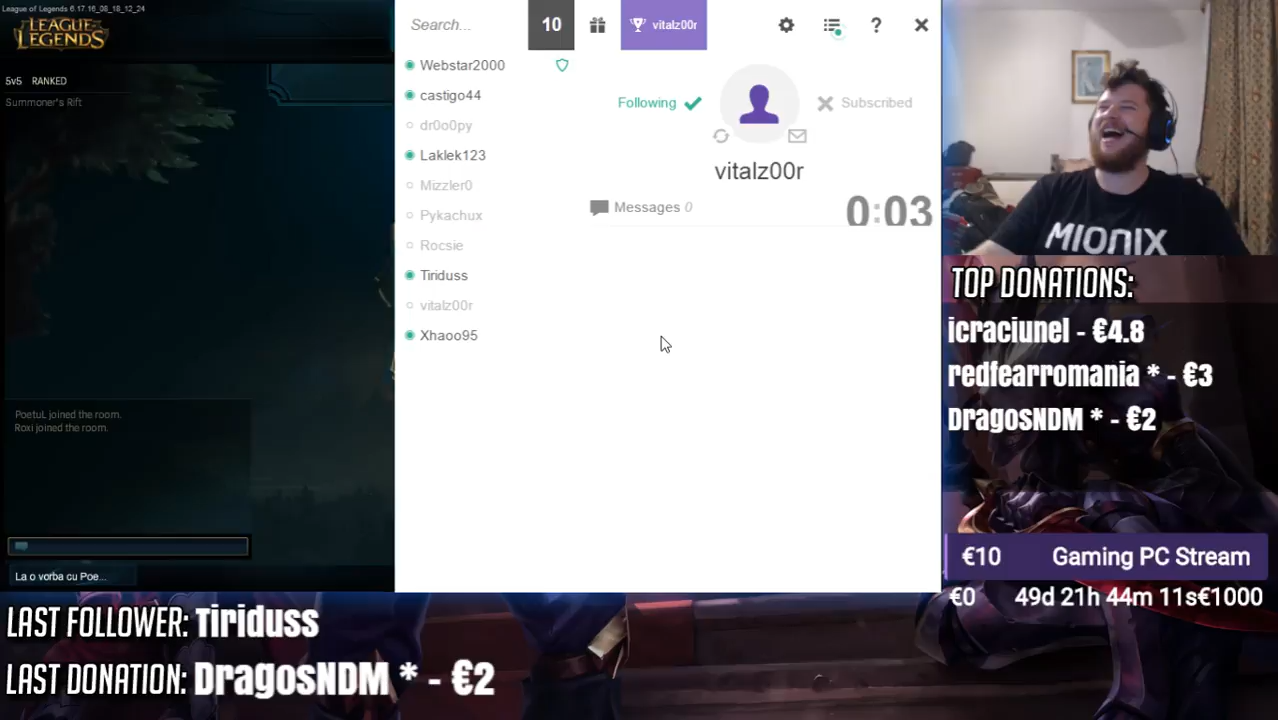 League of Legends 6.17.16_08_18_12_24
LEAGUE OF LEGENDS
5v5 RANKED
Summoner's Rift
PoetuL joined the room.
Roxi joined the room.
La o vorba cu Poe...
Search...
10
vitalz00r
?
Webstar2000
castigo44
dr0o0py
Laklek123
Mizzler0
Pykachux
Rocsie
Tiriduss
vitalz00r
Xhaoo95
Following
Subscribed
vitalz00r
Messages 0
0:03
MIONIX
TOP DONATIONS:
icraciunel - €4.8
redfearromania * - €3
DragosNDM * - €2
€10 Gaming PC Stream
€0 49d 21h 44m 11s€1000
LAST FOLLOWER: Tiriduss
LAST DONATION: DragosNDM * - €2